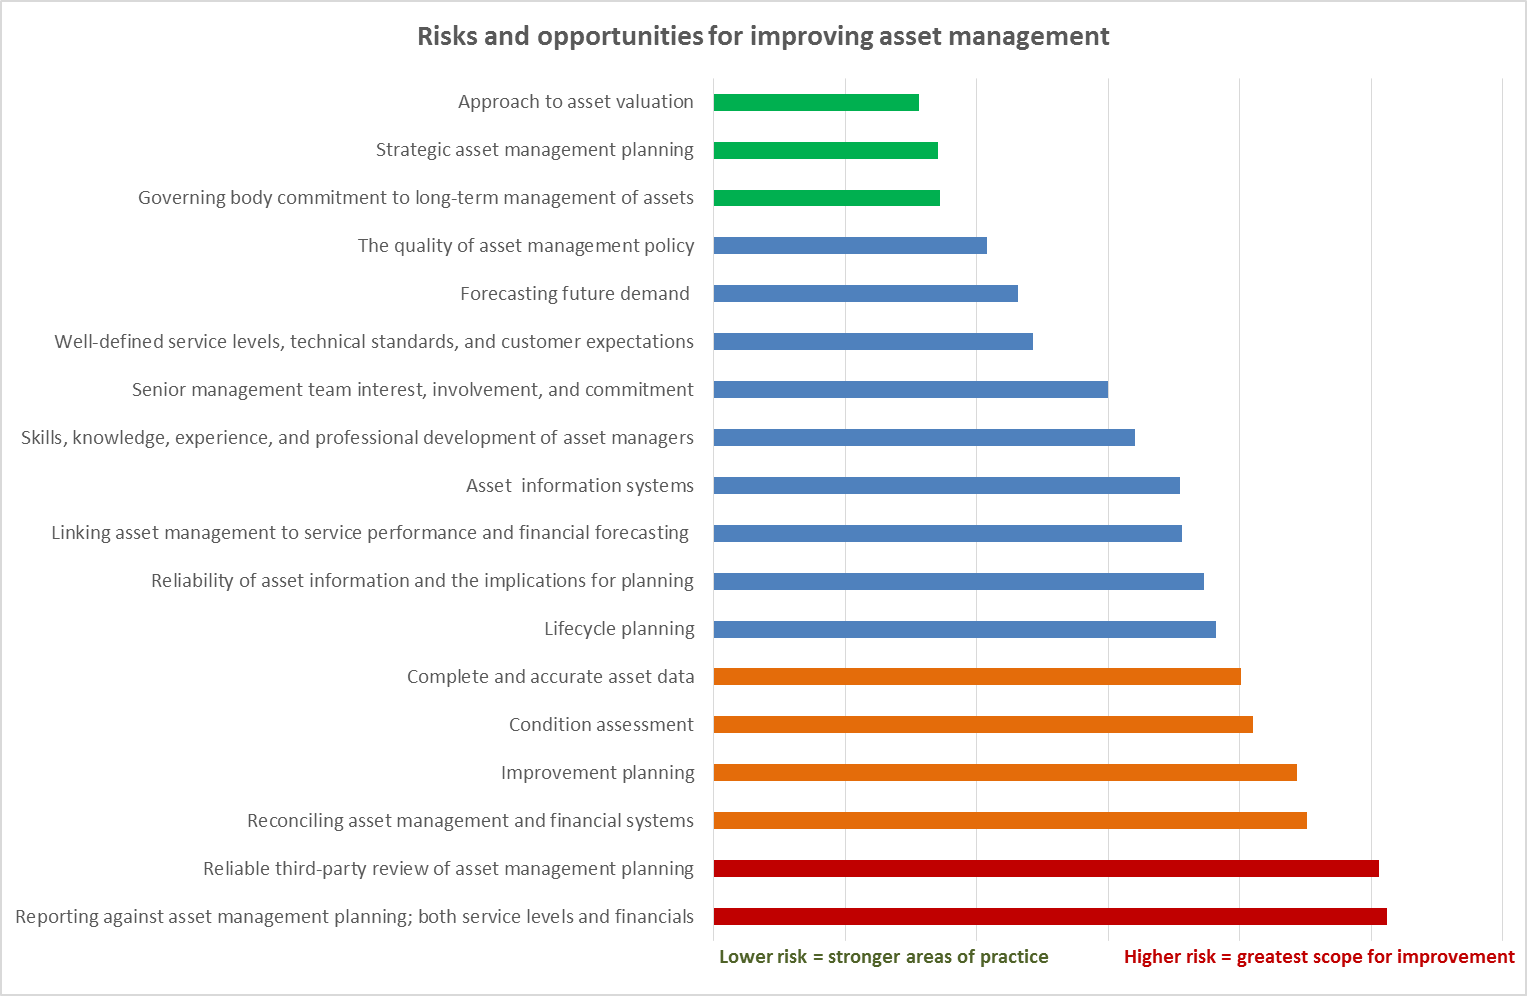 Risks and opportunities for improving asset management
Approach to asset valuation
Strategic asset management planning
Governing body commitment to long-term management of assets
The quality of asset management policy
Forecasting future demand
Well-defined service levels, technical standards, and customer expectations
Senior management team interest, involvement, and commitment
Skills, knowledge, experience, and professional development of asset managers
Asset  information systems
Linking asset management to service performance and financial forecasting
Reliability of asset information and the implications for planning
Lifecycle planning
Complete and accurate asset data
Condition assessment
Improvement planning
Reconciling asset management and financial systems
Reliable third-party review of asset management planning
Reporting against asset management planning; both service levels and financials
Lower risk = stronger areas of practice
Higher risk = greatest scope for improvement